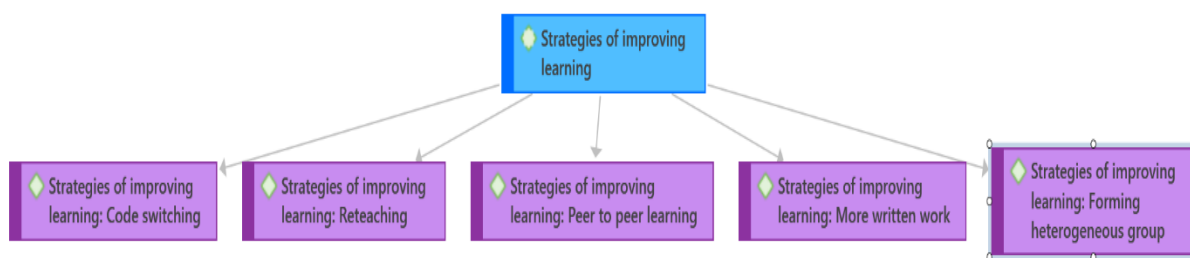 Strategies of improving
learning
Strategies of improving
learning: Code switching
Strategies of improving
learning: Reteaching
Strategies of improving
learning: Peer to peer learning
Strategies of improving
learning: More written work
Strategies of improving
learning: Forming
heterogeneous group